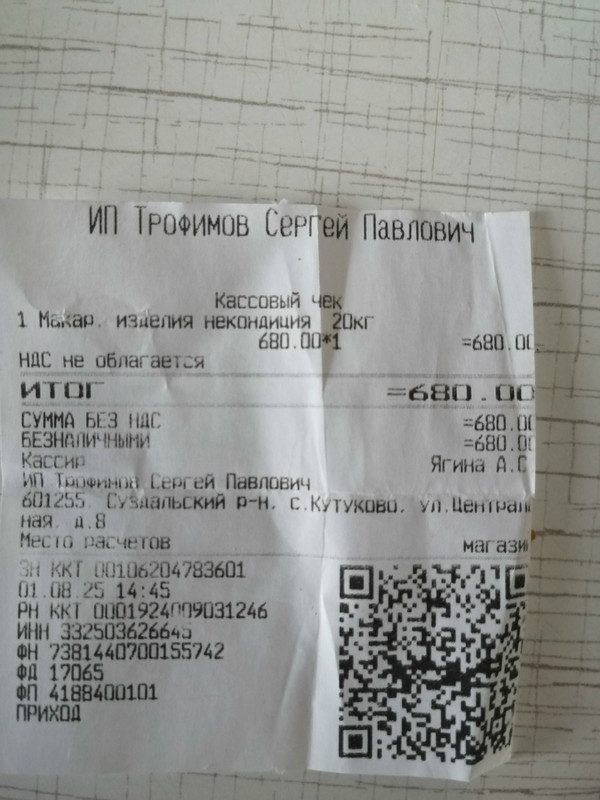 ИП Трофимов Сергей Павлович
Кассовый чек
1 Макар. изделия некондиция 20кг
680.00*1 =680.00
НДС не облагается
ИТОГ =680.00
СУММА БЕЗ НДС =680.00
БЕЗНАЛИЧНЫМИ =680.00
Кассир Ягина А.С
ИП Трофимов Сергей Павлович
601255, Суздальский р-н, с.Кутуково, ул.Централь
ная, д.8
Место расчетов магазин
ЗН ККТ 00106204783601
01.08.25 14:45
РН ККТ 0001924009031246
ИНН 332503626645
ФН 7381440700155742
ФД 17065
ФП 4188400101
ПРИХОД